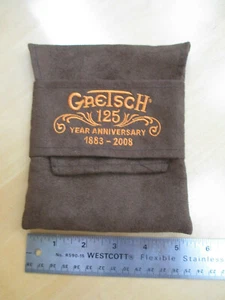 GRETSCH
125
YEAR ANNIVERSARY
1883 - 2008
1 2 3 4 5 6
WESTCOTT® Flexible Stainless